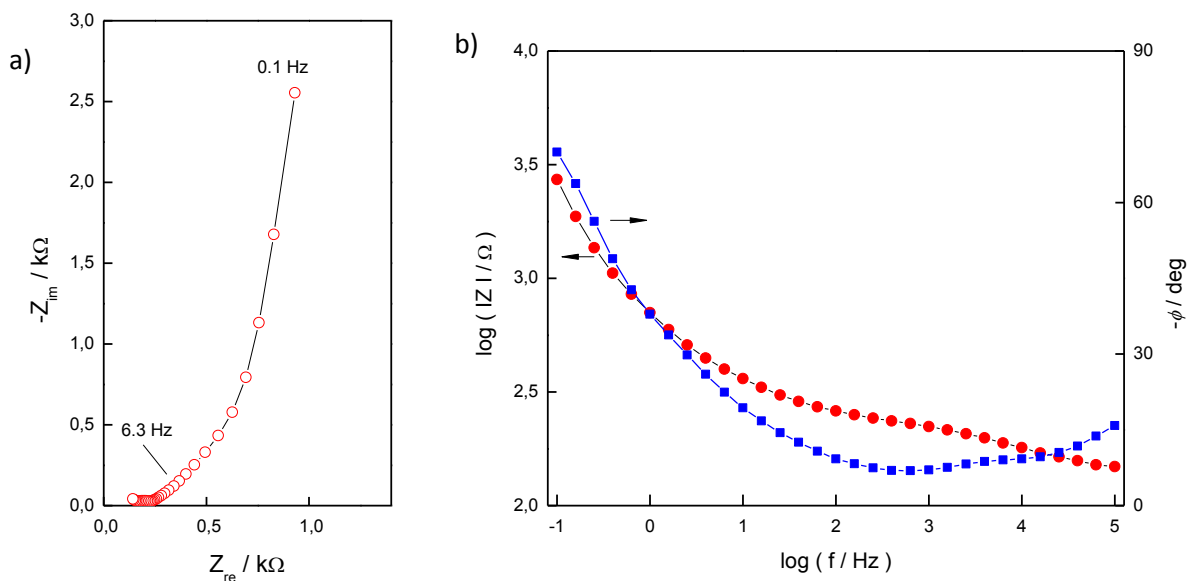 a)
3,0
2,5
2,0
1,5
1,0
0,5
0,0
0,0
0,5
1,0
-Z_im / kΩ
Z_re / kΩ
0.1 Hz
6.3 Hz
b)
4,0
3,5
3,0
2,5
2,0
log ( IZ I / Ω )
-1
0
1
2
3
4
5
log ( f / Hz )
90
60
30
0
-ϕ / deg